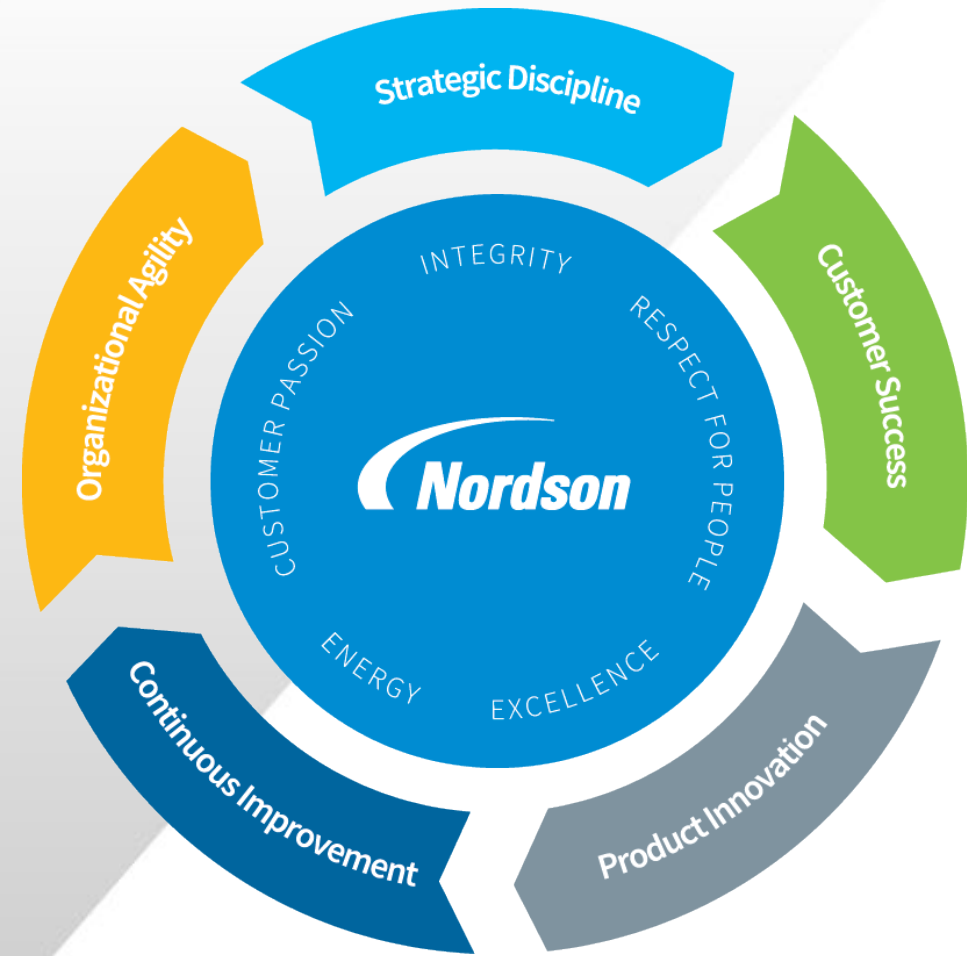 Strategic Discipline
Customer Success
Product Innovation
Continuous Improvement
Organizational Agility
INTEGRITY
RESPECT FOR PEOPLE
EXCELLENCE
ENERGY
CUSTOMER PASSION
Nordson